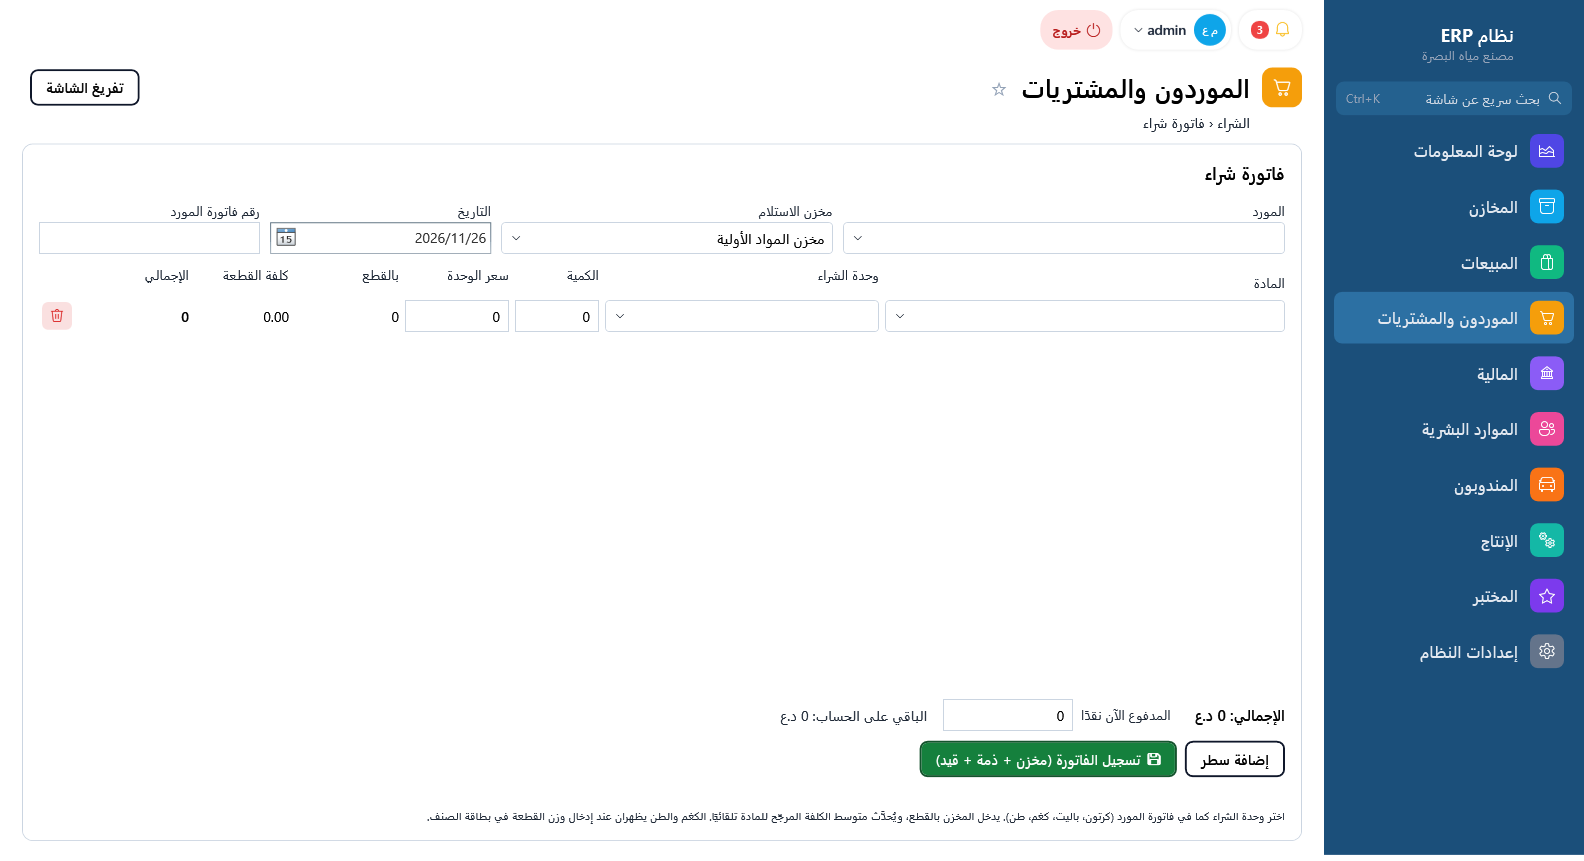 نظام ERP
مصنع مياه البصرة
بحث سريع عن شاشة Ctrl+K
لوحة المعلومات
المخازن
المبيعات
الموردون والمشتريات
المالية
الموارد البشرية
المندوبون
الإنتاج
المختبر
إعدادات النظام
3
م ع admin
خروج
الموردون والمشتريات
الشراء › فاتورة شراء
تفريغ الشاشة
فاتورة شراء
المورد مخزن الاستلام التاريخ رقم فاتورة المورد
مخزن المواد الأولية 2026/11/26 15
المادة وحدة الشراء الكمية سعر الوحدة بالقطع كلفة القطعة الإجمالي
0 0 0 0.00 0
الإجمالي: 0 د.ع المدفوع الآن نقدًا 0 الباقي على الحساب: 0 د.ع
إضافة سطر تسجيل الفاتورة (مخزن + ذمة + قيد)
اختر وحدة الشراء كما في فاتورة المورد (كرتون، باليت، كغم، طن). يدخل المخزن بالقطع، ويُحدَّث متوسط الكلفة المرجّح للمادة تلقائيًا. الكغم والطن يظهران عند إدخال وزن القطعة في بطاقة الصنف.